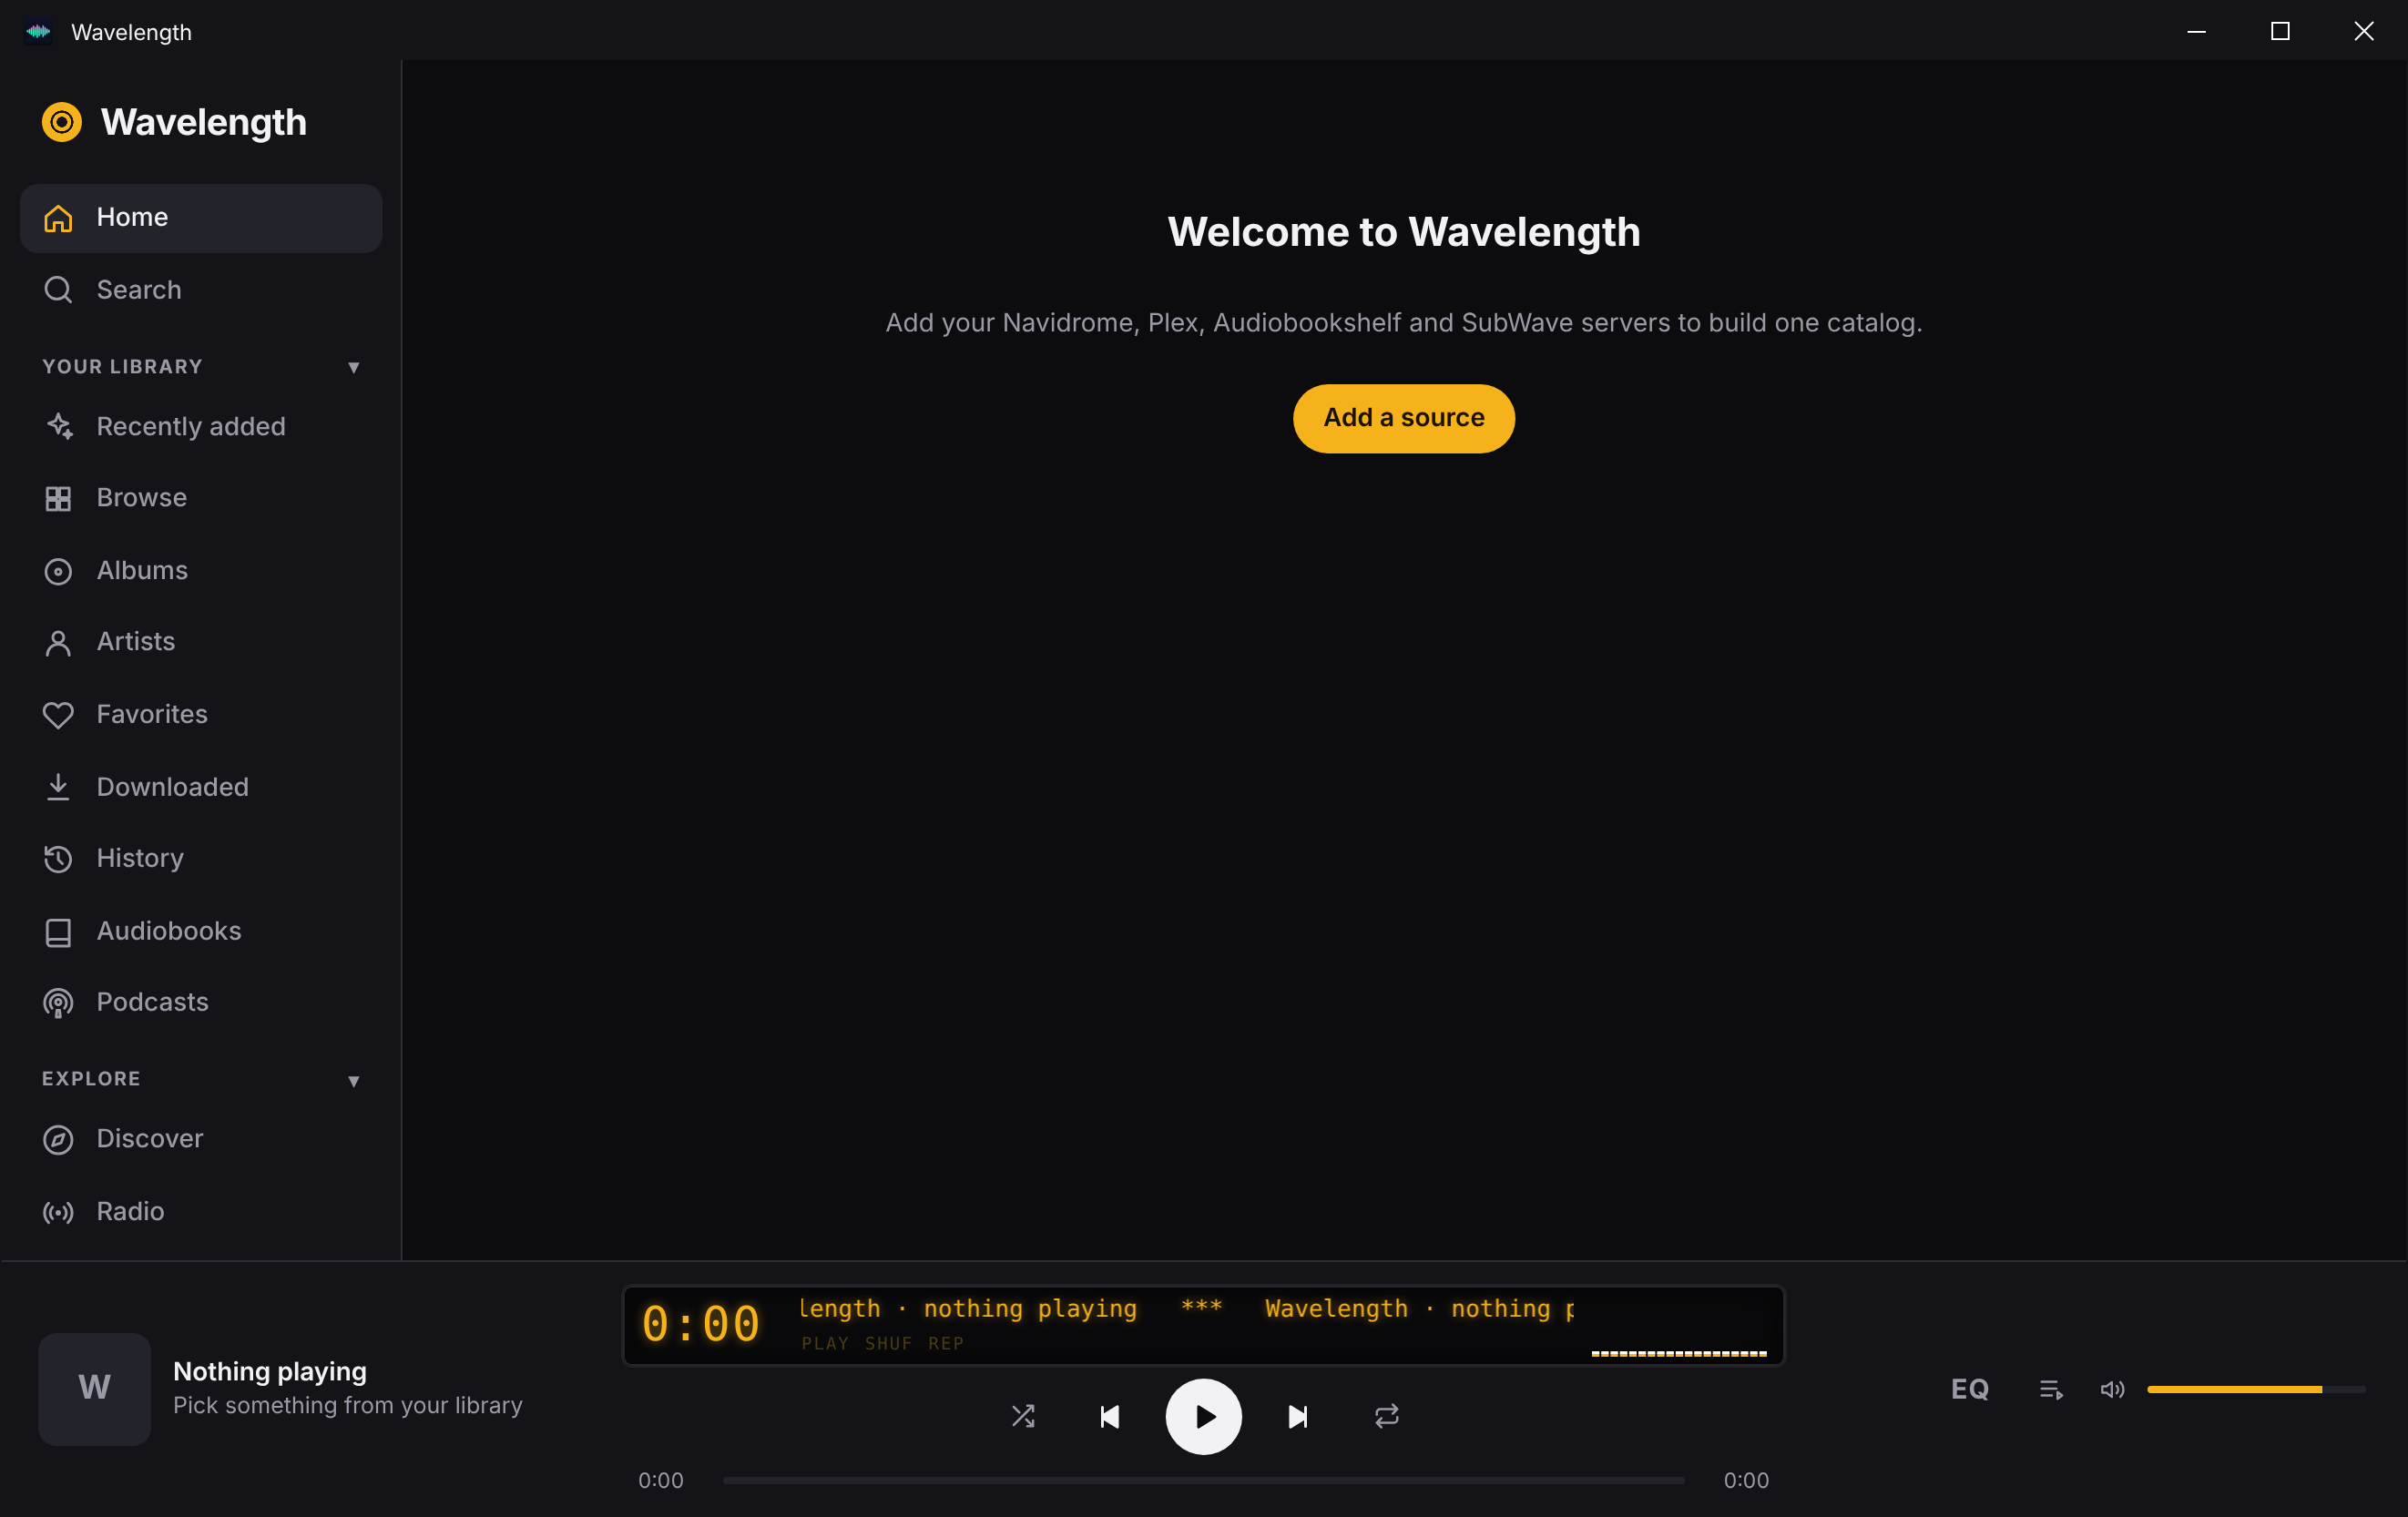 Wavelength
Wavelength
Home
Search
YOUR LIBRARY
Recently added
Browse
Albums
Artists
Favorites
Downloaded
History
Audiobooks
Podcasts
EXPLORE
Discover
Radio
Welcome to Wavelength
Add your Navidrome, Plex, Audiobookshelf and SubWave servers to build one catalog.
Add a source
W
Nothing playing
Pick something from your library
0:00
length · nothing playing *** Wavelength · nothing p
PLAY SHUF REP
0:00
0:00
EQ